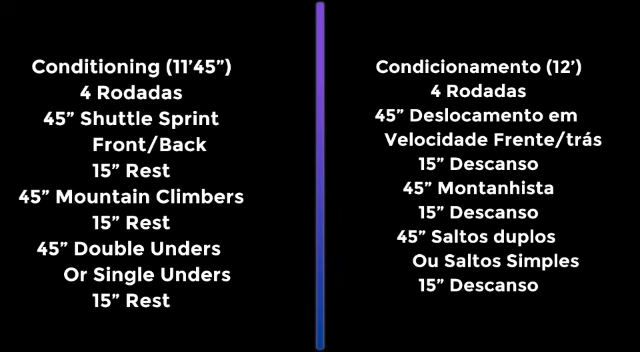 Conditioning (11'45”)
4 Rodadas
45” Shuttle Sprint
Front/Back
15” Rest
45” Mountain Climbers
15” Rest
45” Double Unders
Or Single Unders
15” Rest
Condicionamento (12')
4 Rodadas
45” Deslocamento em
Velocidade Frente/trás
15” Descanso
45” Montanhista
15” Descanso
45” Saltos duplos
Ou Saltos Simples
15” Descanso